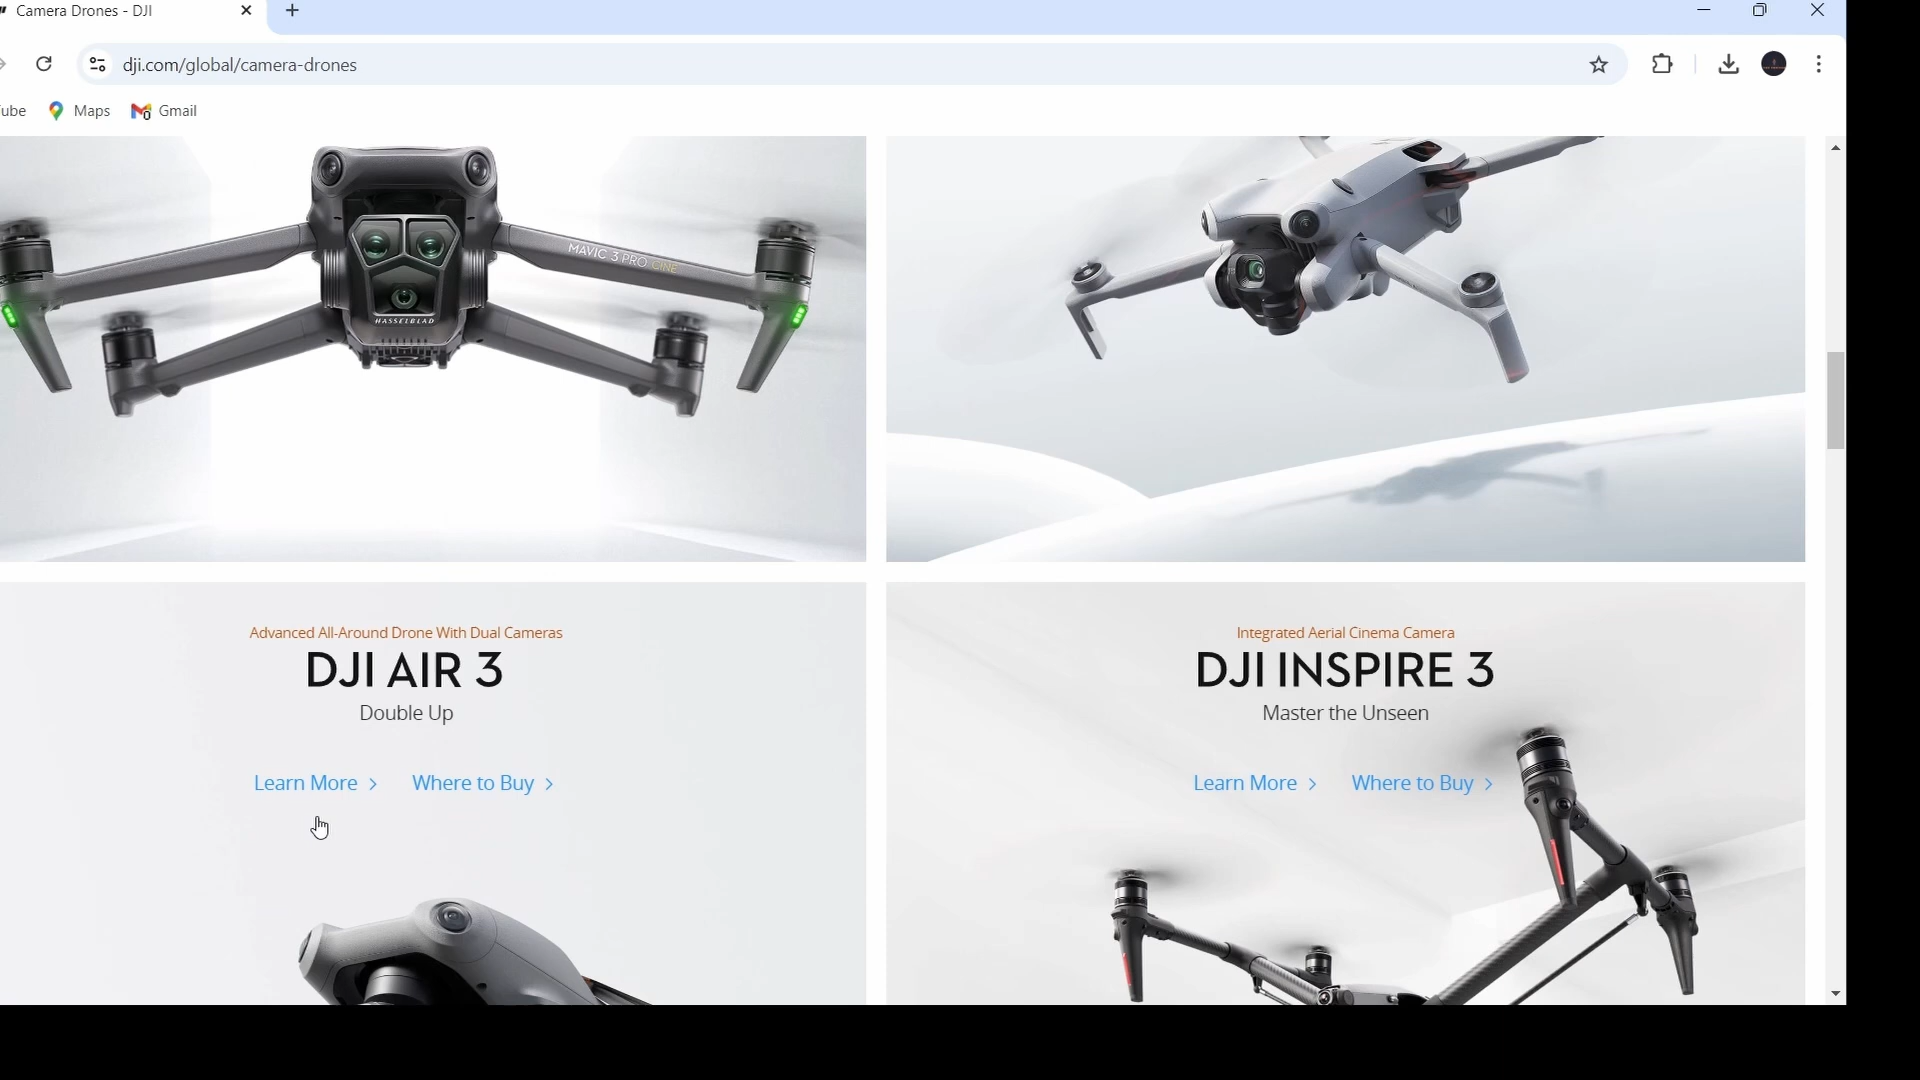 Camera Drones - DJI
dji.com/global/camera-drones
ube
Maps
Gmail
MAVIC 3 PRO CINE
HASSELBLAD
Advanced All-Around Drone With Dual Cameras
DJI AIR 3
Double Up
Learn More
Where to Buy
Integrated Aerial Cinema Camera
DJI INSPIRE 3
Master the Unseen
Learn More
Where to Buy